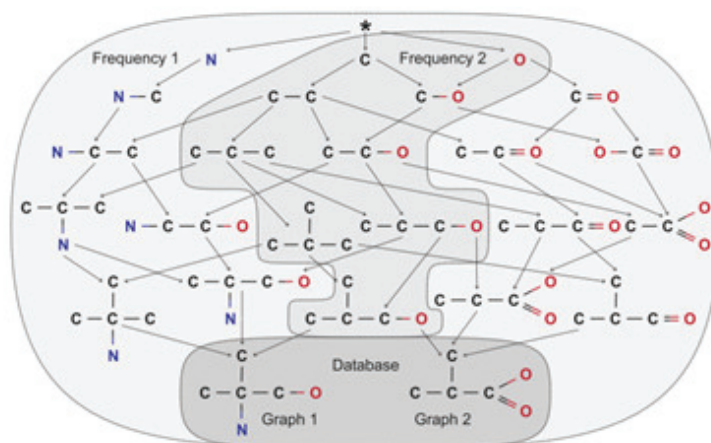 *
Frequency 1 N C Frequency 2 O
N–C C–C C–O C=O
N–C–C C–C–C C–C–O C–C=O O–C=O
C O
C–C–C N–C–C–O C–C–C–O C–C–C=O C–C
N C–C–C O
C C–C–C–O C O C
C–C–C
C–C–C N C–C–C–O O C–C–C=O
N C Database C
O
C–C–C–O C–C–C
O
Graph 1 Graph 2
N